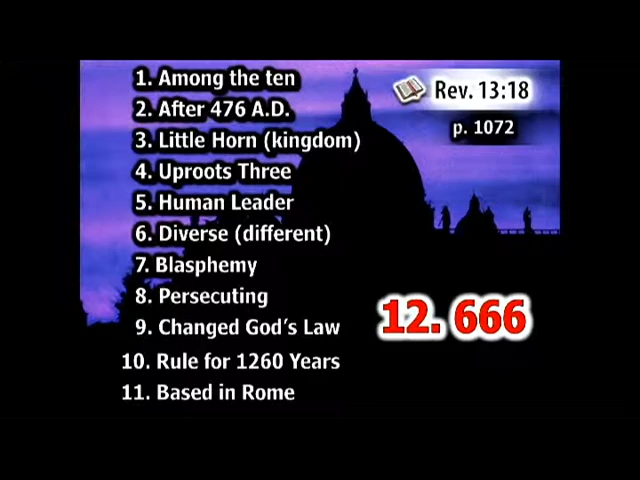 1. Among the ten
2. After 476 A.D.
3. Little Horn (kingdom)
4. Uproots Three
5. Human Leader
6. Diverse (different)
7. Blasphemy
8. Persecuting
9. Changed God's Law
10. Rule for 1260 Years
11. Based in Rome
Rev. 13:18
p. 1072
12. 666